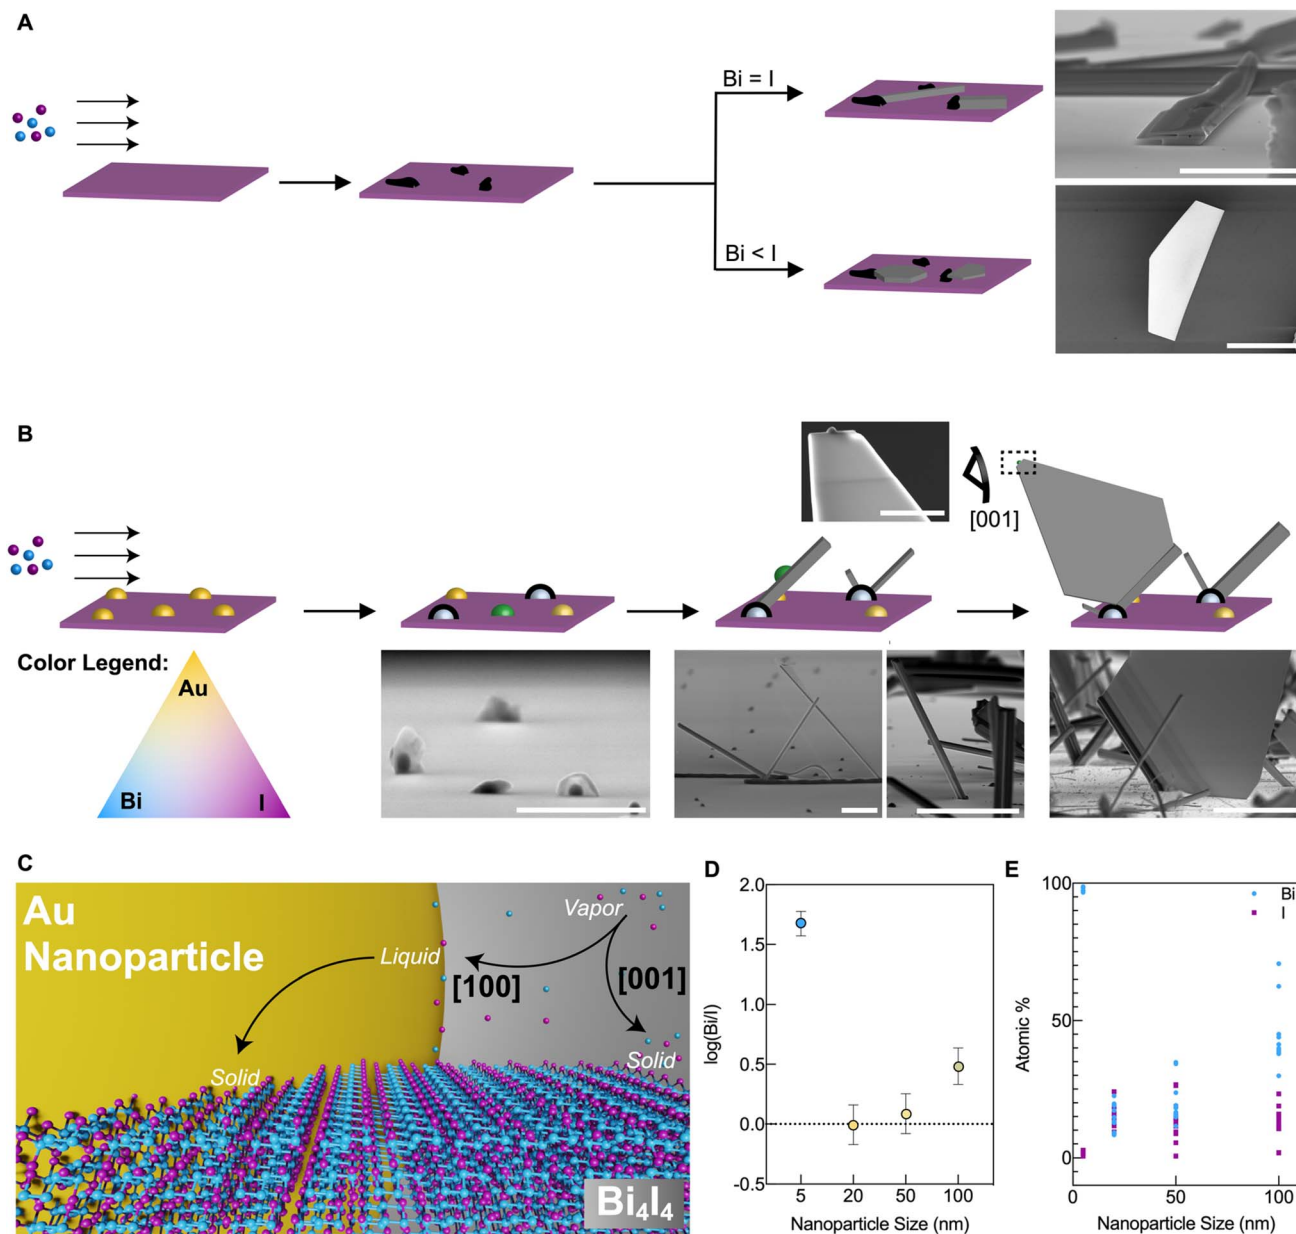 A
Bi = I
Bi < I
B
[001]
Color Legend:
Au
Bi
I
C
Au
Nanoparticle
Vapor
Liquid
[100]
[001]
Solid
Solid
Bi₄I₄
D
2.0
1.5
1.0
0.5
0.0
-0.5
log(Bi/I)
5
20
50
100
Nanoparticle Size (nm)
E
100
50
0
Atomic %
Bi
I
0
50
100
Nanoparticle Size (nm)